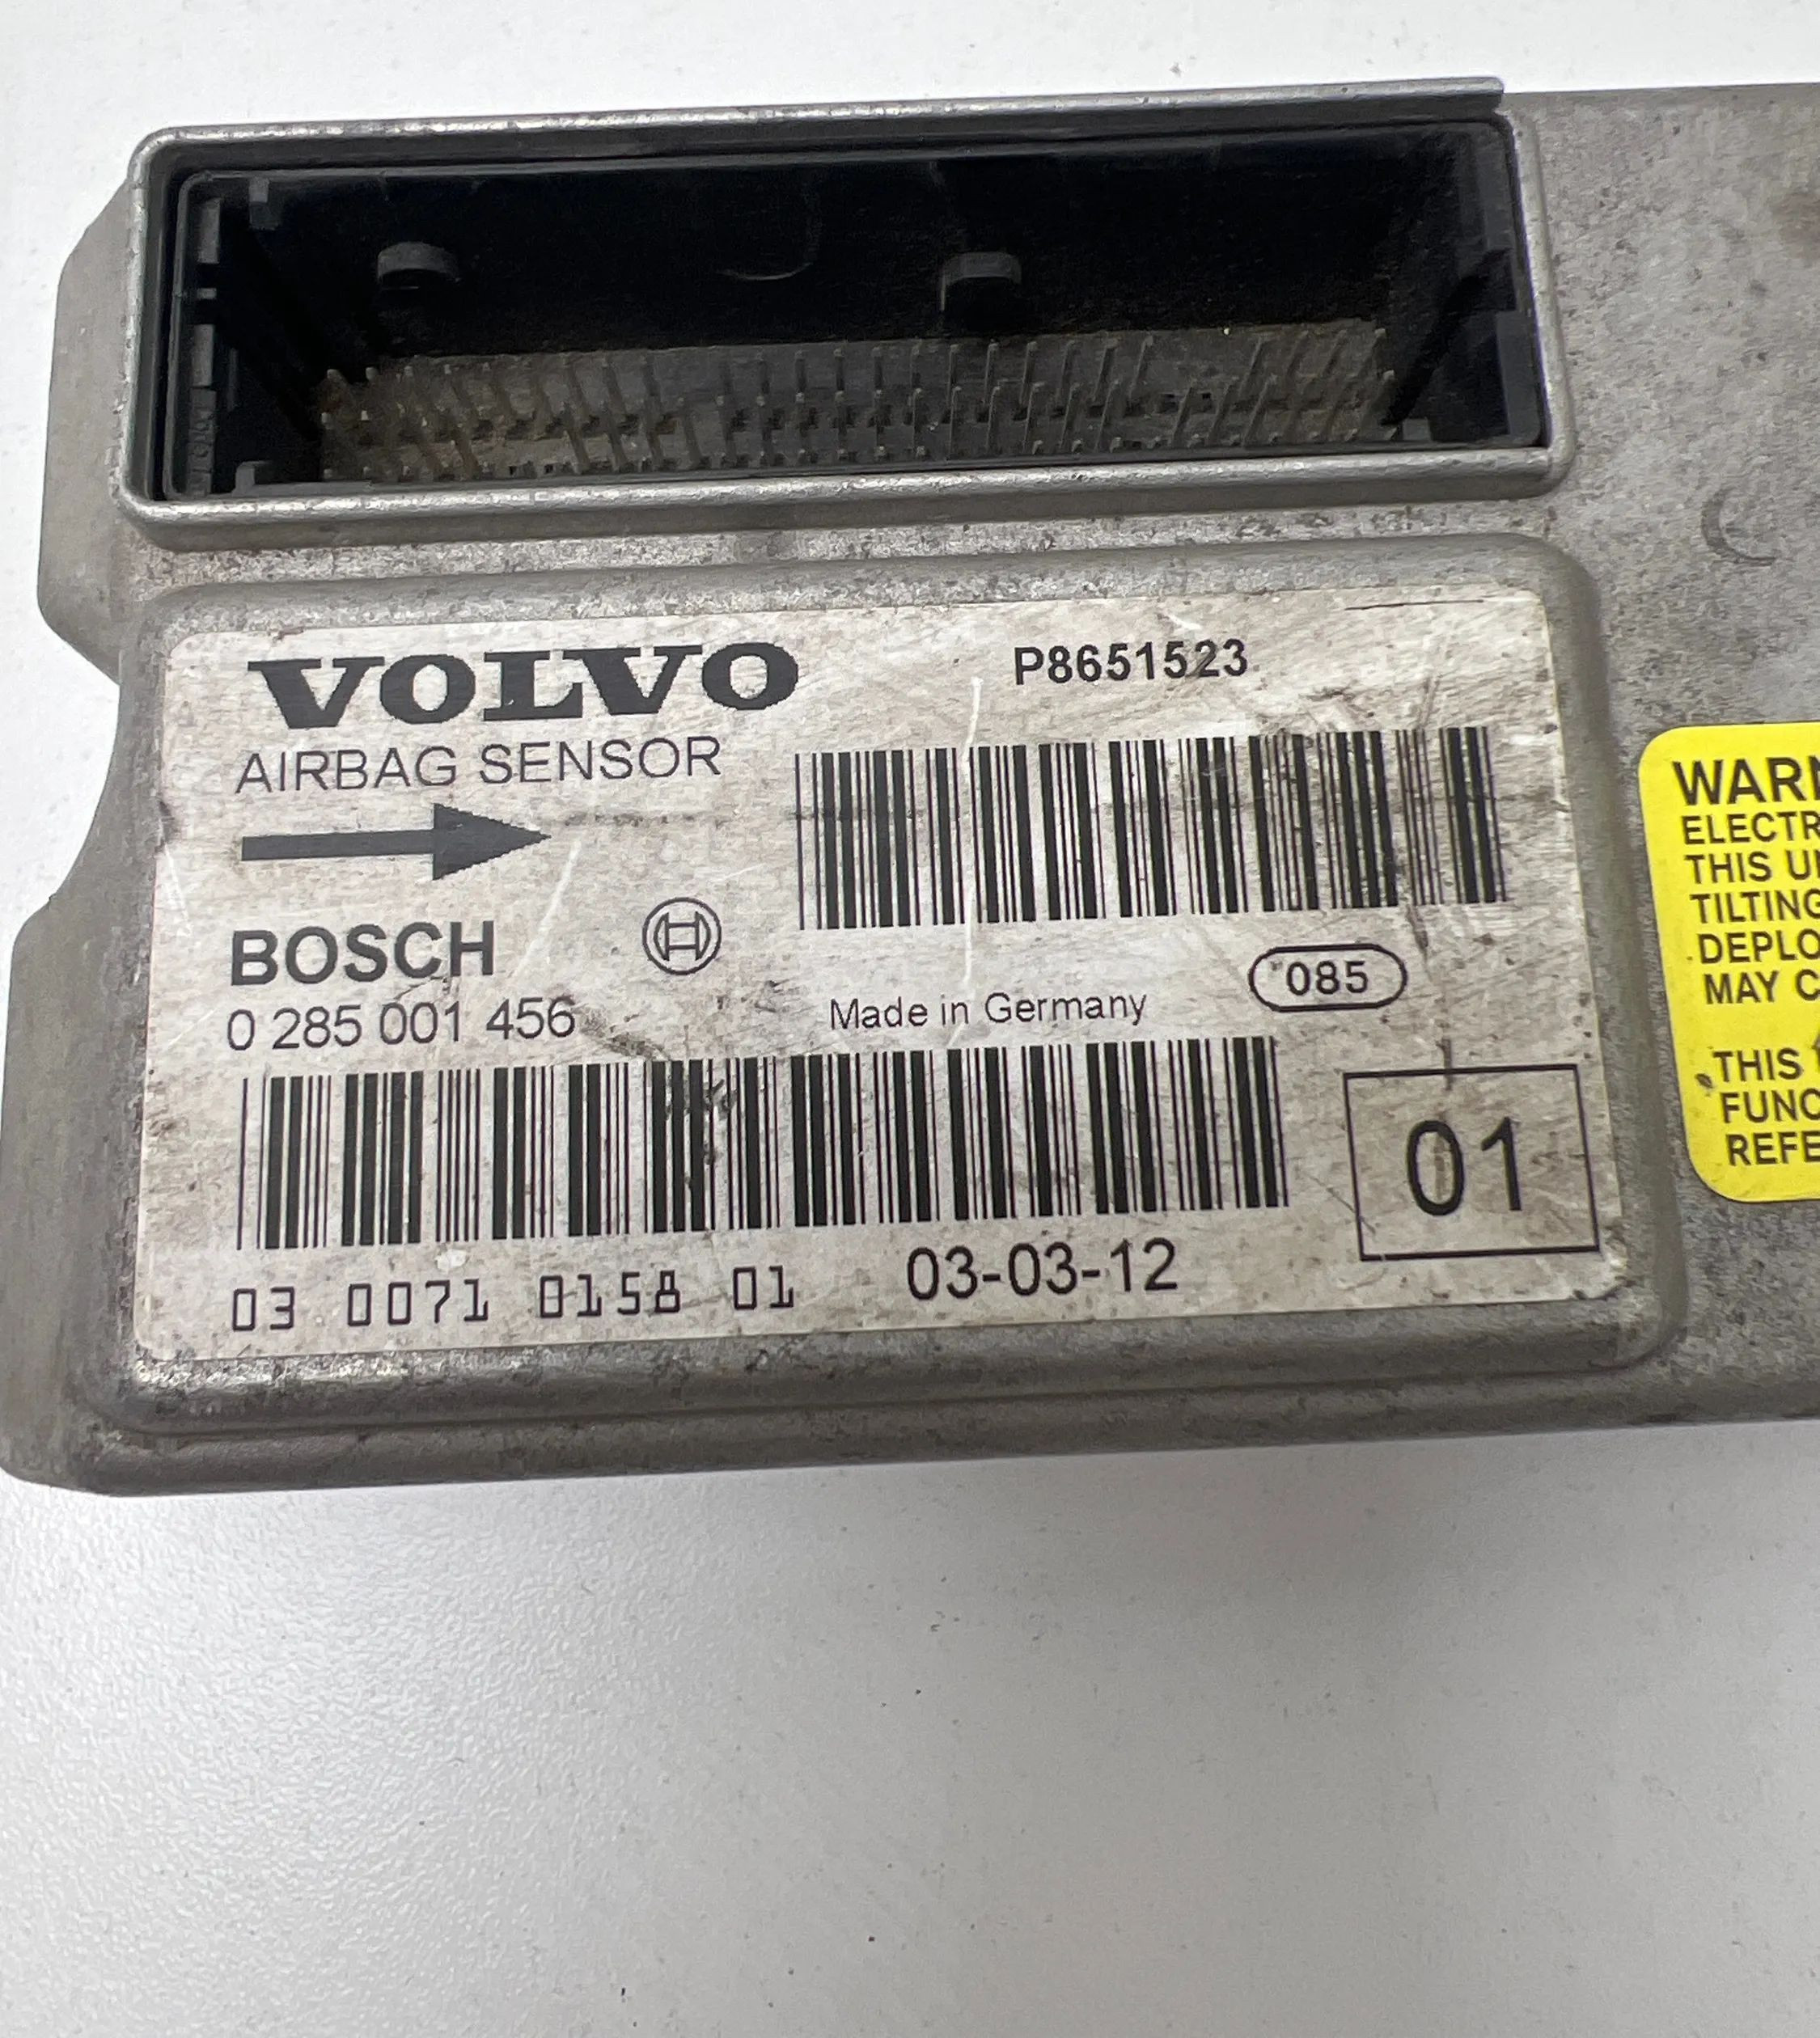 VOLVO
P8651523
AIRBAG SENSOR
BOSCH
085
0 285 001 456
Made in Germany
01
03 0071 0158 01
03-03-12
WARN
ELECTR
THIS U
TILTING
DEPLO
MAY C
THIS
FUNC
REFE